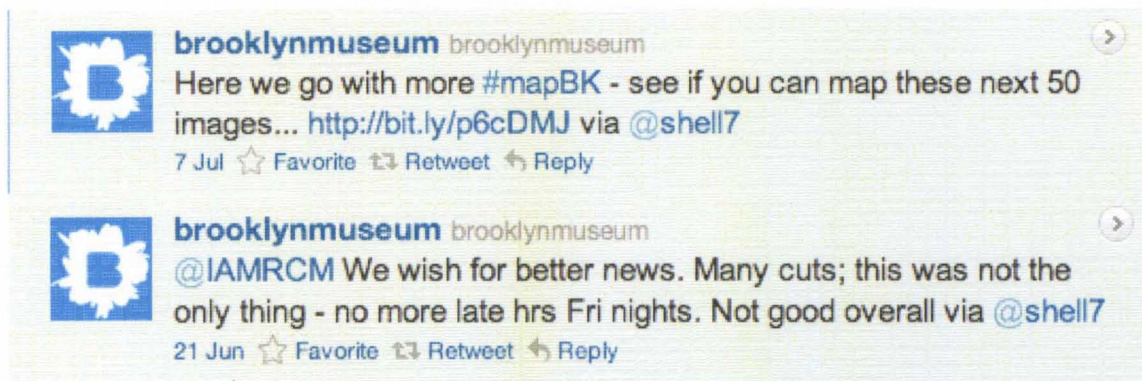 brooklynmuseum brooklynmuseum
Here we go with more #mapBK - see if you can map these next 50
images... http://bit.ly/p6cDMJ via @shell7
7 Jul Favorite Retweet Reply
brooklynmuseum brooklynmuseum
@IAMRCM We wish for better news. Many cuts; this was not the
only thing - no more late hrs Fri nights. Not good overall via @shell7
21 Jun Favorite Retweet Reply